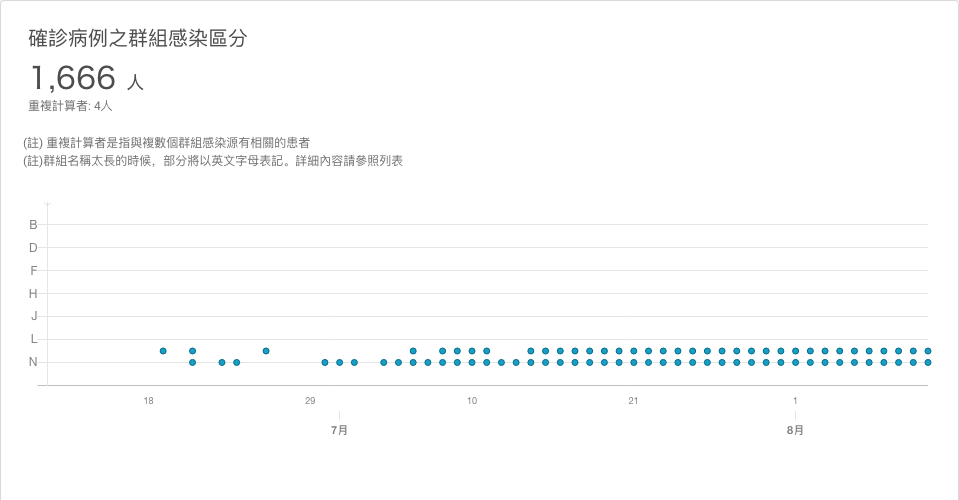 確診病例之群組感染區分
1,666 人
重複計算者: 4人
(註) 重複計算者是指與複數個群組感染源有相關的患者
(註)群組名稱太長的時候，部分將以英文字母表記。詳細內容請參照列表
B
D
F
H
J
L
N
18 29 10 21 1
7月 8月